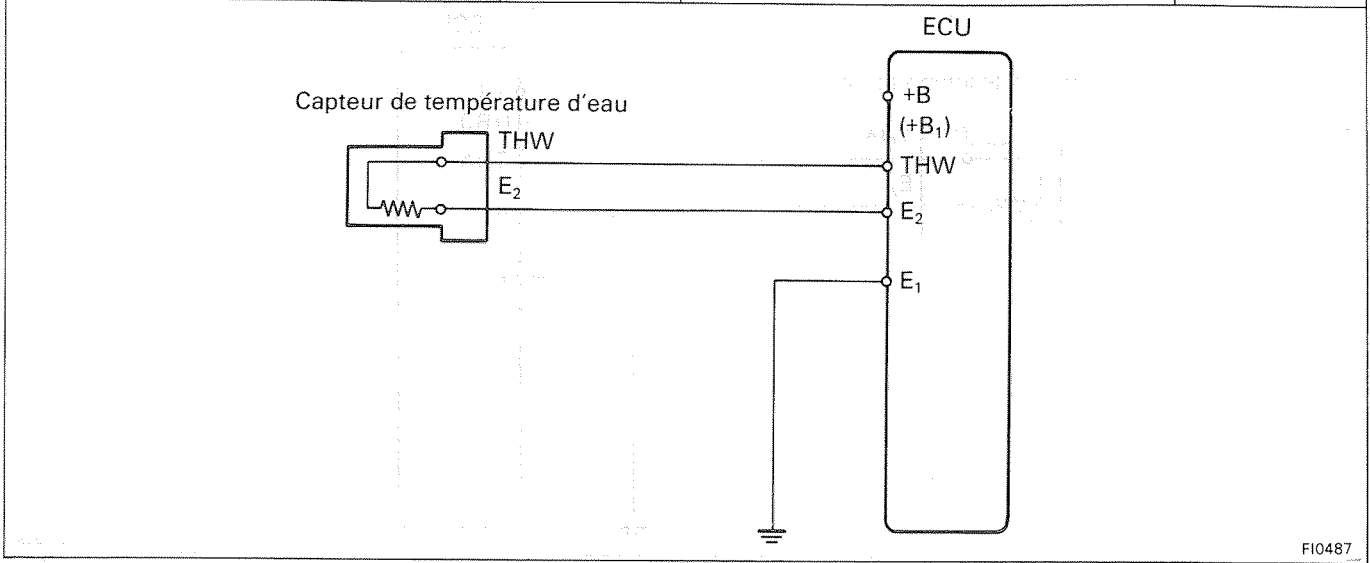 ECU
Capteur de température d'eau
+B
(+B₁)
THW
THW
E₂
E₂
E₁
FI0487